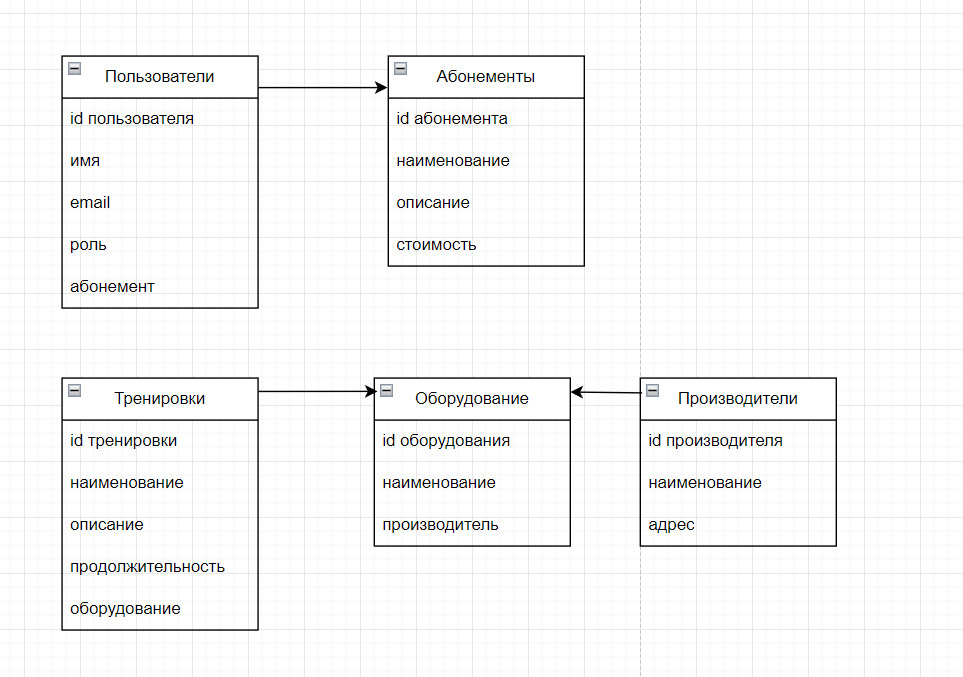 Пользователи
id пользователя
имя
email
роль
абонемент
Абонементы
id абонемента
наименование
описание
стоимость
Тренировки
id тренировки
наименование
описание
продолжительность
оборудование
Оборудование
id оборудования
наименование
производитель
Производители
id производителя
наименование
адрес